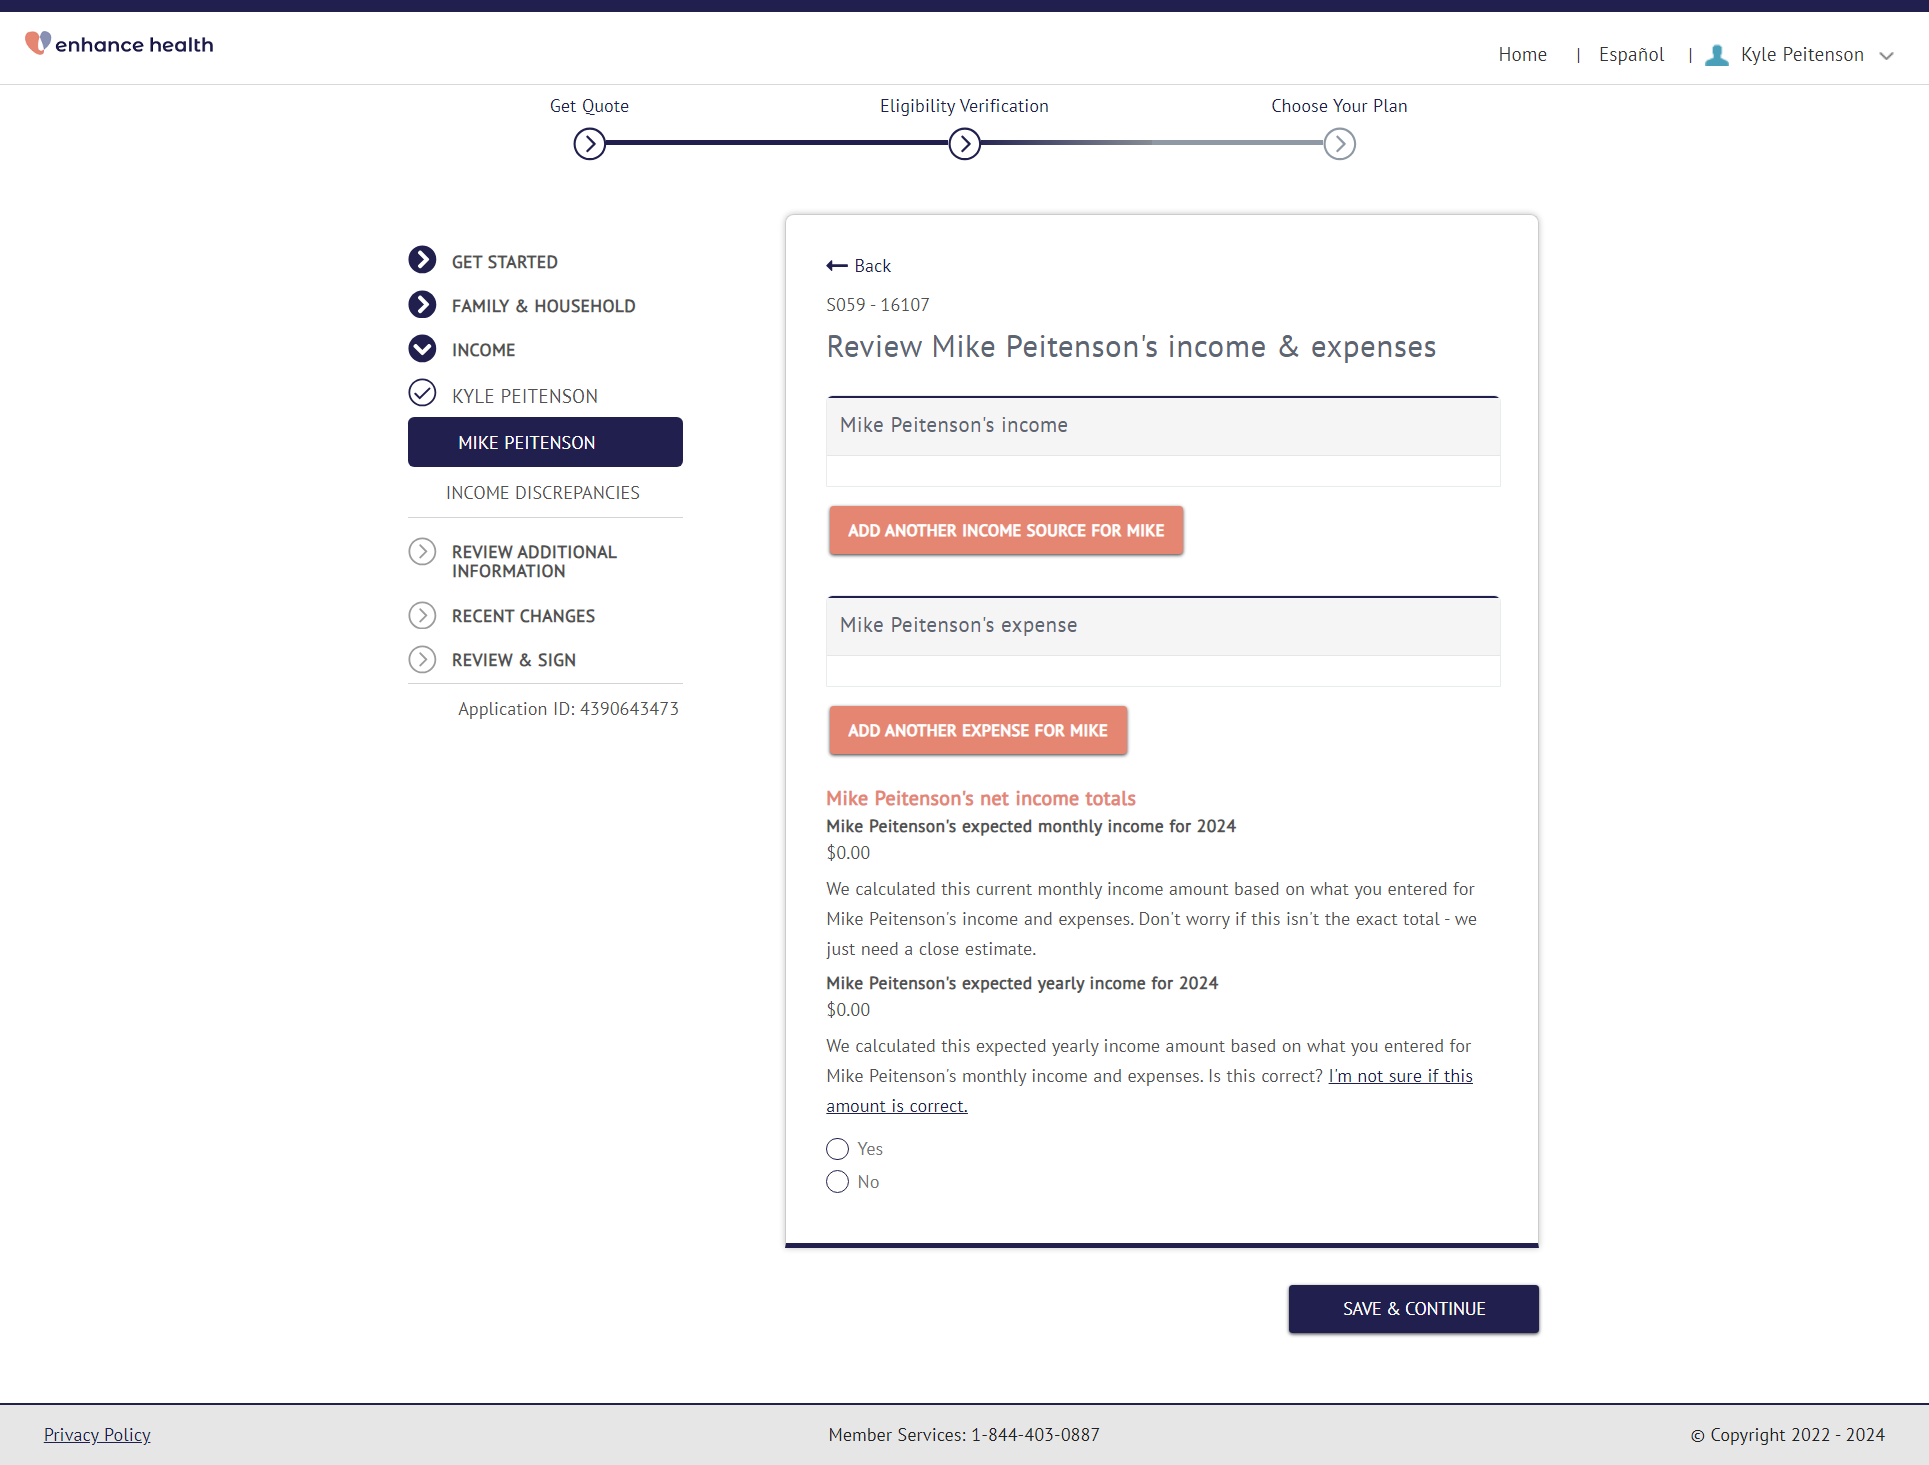 enhance health
Home | Español | Kyle Peitenson
Get Quote
Eligibility Verification
Choose Your Plan
GET STARTED
FAMILY & HOUSEHOLD
INCOME
KYLE PEITENSON
MIKE PEITENSON
INCOME DISCREPANCIES
REVIEW ADDITIONAL
INFORMATION
RECENT CHANGES
REVIEW & SIGN
Application ID: 4390643473
Back
S059 - 16107
Review Mike Peitenson's income & expenses
Mike Peitenson's income
ADD ANOTHER INCOME SOURCE FOR MIKE
Mike Peitenson's expense
ADD ANOTHER EXPENSE FOR MIKE
Mike Peitenson's net income totals
Mike Peitenson's expected monthly income for 2024
$0.00
We calculated this current monthly income amount based on what you entered for
Mike Peitenson's income and expenses. Don't worry if this isn't the exact total - we
just need a close estimate.
Mike Peitenson's expected yearly income for 2024
$0.00
We calculated this expected yearly income amount based on what you entered for
Mike Peitenson's monthly income and expenses. Is this correct? I'm not sure if this
amount is correct.
Yes
No
SAVE & CONTINUE
Privacy Policy
Member Services: 1-844-403-0887
© Copyright 2022 - 2024